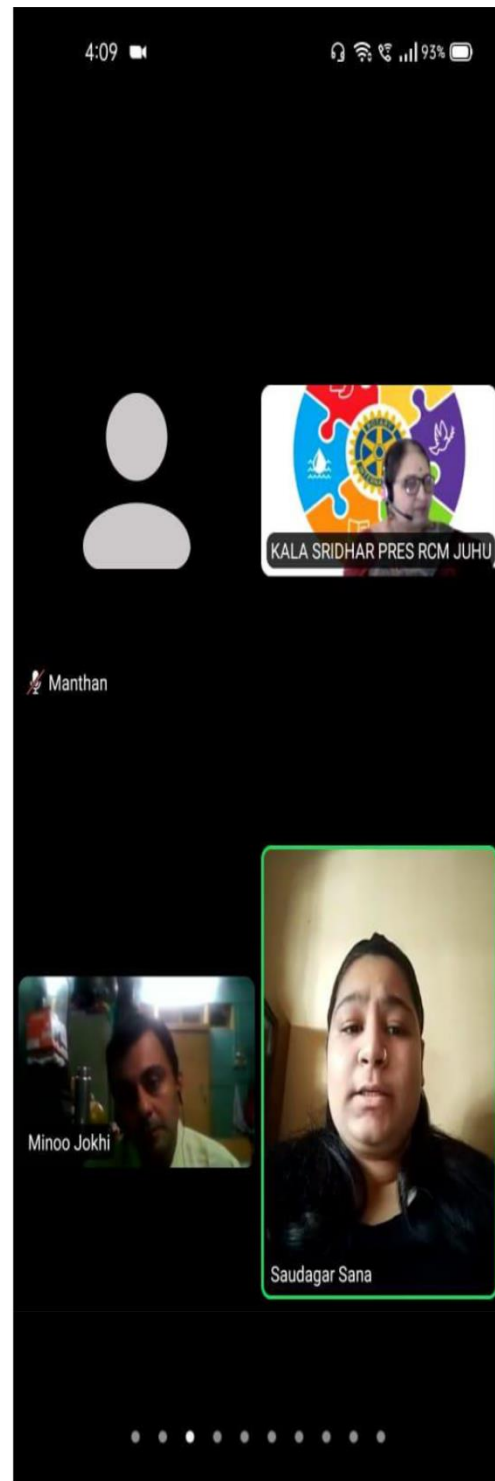 4:09
93%
KALA SRIDHAR PRES RCM JUHU
Manthan
Minoo Jokhi
Saudagar Sana